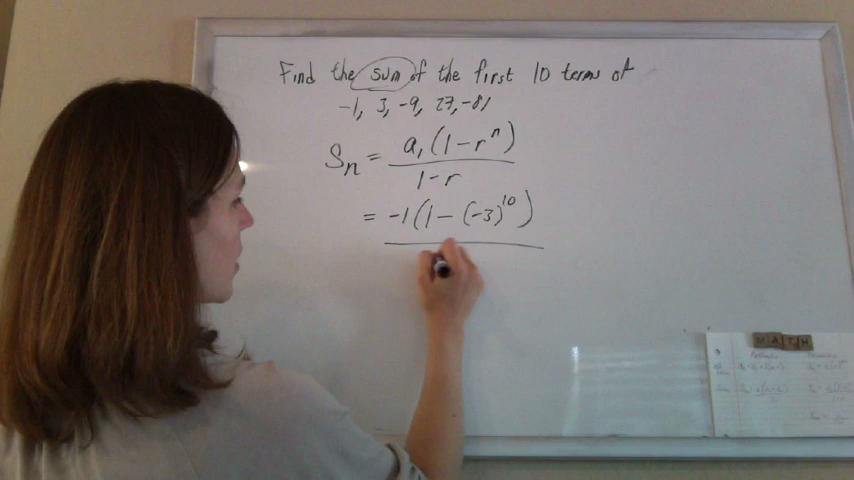 Find the sum of the first 10 terms of
-1, 3, -9, 27, -81
Sₙ = a₁(1-rⁿ)
1-r
= -1(1-(-3)¹⁰)
MATH